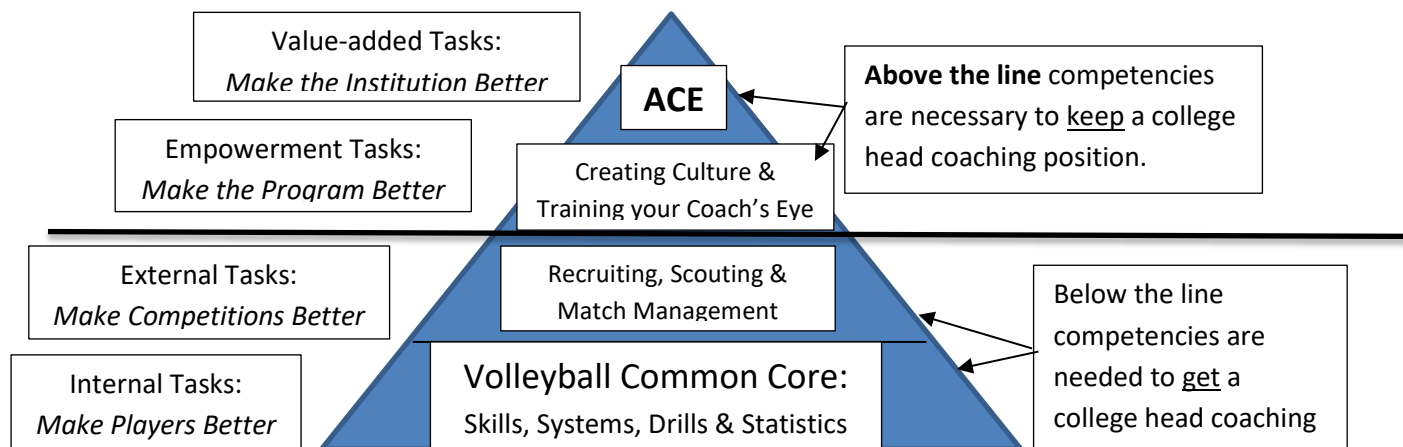 Value-added Tasks:
Make the Institution Better
ACE
Above the line competencies
are necessary to keep a college
head coaching position.
Empowerment Tasks:
Make the Program Better
Creating Culture &
Training your Coach's Eye
External Tasks:
Make Competitions Better
Recruiting, Scouting &
Match Management
Below the line
competencies are
needed to get a
college head coaching
Internal Tasks:
Make Players Better
Volleyball Common Core:
Skills, Systems, Drills & Statistics